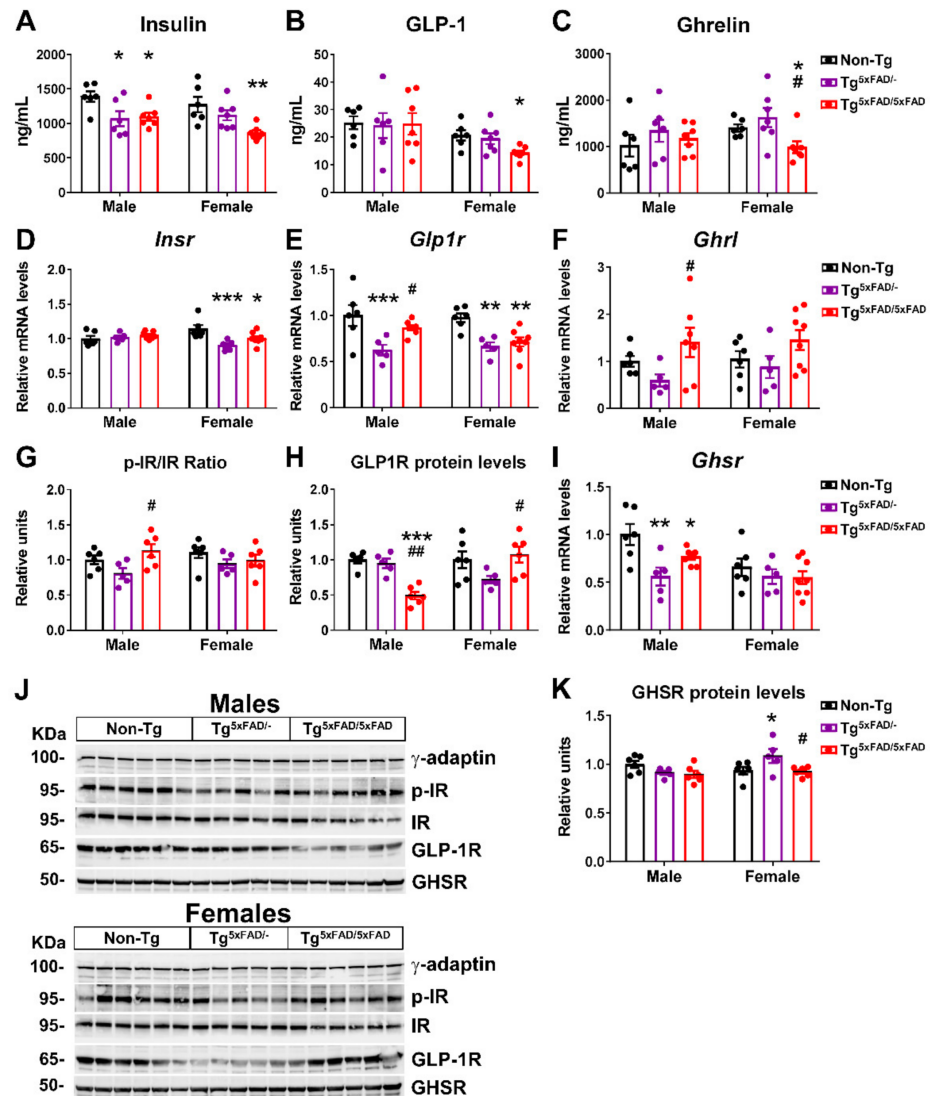 A
Insulin
ng/mL
2000
1500
1000
500
0
*
*
**
Male
Female
B
GLP-1
ng/mL
50
40
30
20
10
0
*
Male
Female
C
Ghrelin
ng/mL
3000
2000
1000
0
*
#
Male
Female
Non-Tg
Tg5xFAD/-
Tg5xFAD/5xFAD
D
Insr
Relative mRNA levels
2.0
1.5
1.0
0.5
0.0
***
*
Male
Female
E
Glp1r
Relative mRNA levels
1.5
1.0
0.5
0.0
***
#
**
**
Male
Female
F
Ghrl
Relative mRNA levels
3
2
1
0
#
Male
Female
Non-Tg
Tg5xFAD/-
Tg5xFAD/5xFAD
G
p-IR/IR Ratio
Relative units
2.0
1.5
1.0
0.5
0.0
#
Male
Female
H
GLP1R protein levels
Relative units
2.0
1.5
1.0
0.5
0.0
***
##
#
Male
Female
I
Ghsr
Relative mRNA levels
1.5
1.0
0.5
0.0
**
*
Male
Female
Non-Tg
Tg5xFAD/-
Tg5xFAD/5xFAD
J
Males
KDa
Non-Tg
Tg5xFAD/-
Tg5xFAD/5xFAD
100-
γ-adaptin
95-
p-IR
95-
IR
65-
GLP-1R
50-
GHSR
Females
KDa
Non-Tg
Tg5xFAD/-
Tg5xFAD/5xFAD
100-
γ-adaptin
95-
p-IR
95-
IR
65-
GLP-1R
50-
GHSR
K
GHSR protein levels
Relative units
1.5
1.0
0.5
0.0
*
#
Male
Female
Non-Tg
Tg5xFAD/-
Tg5xFAD/5xFAD